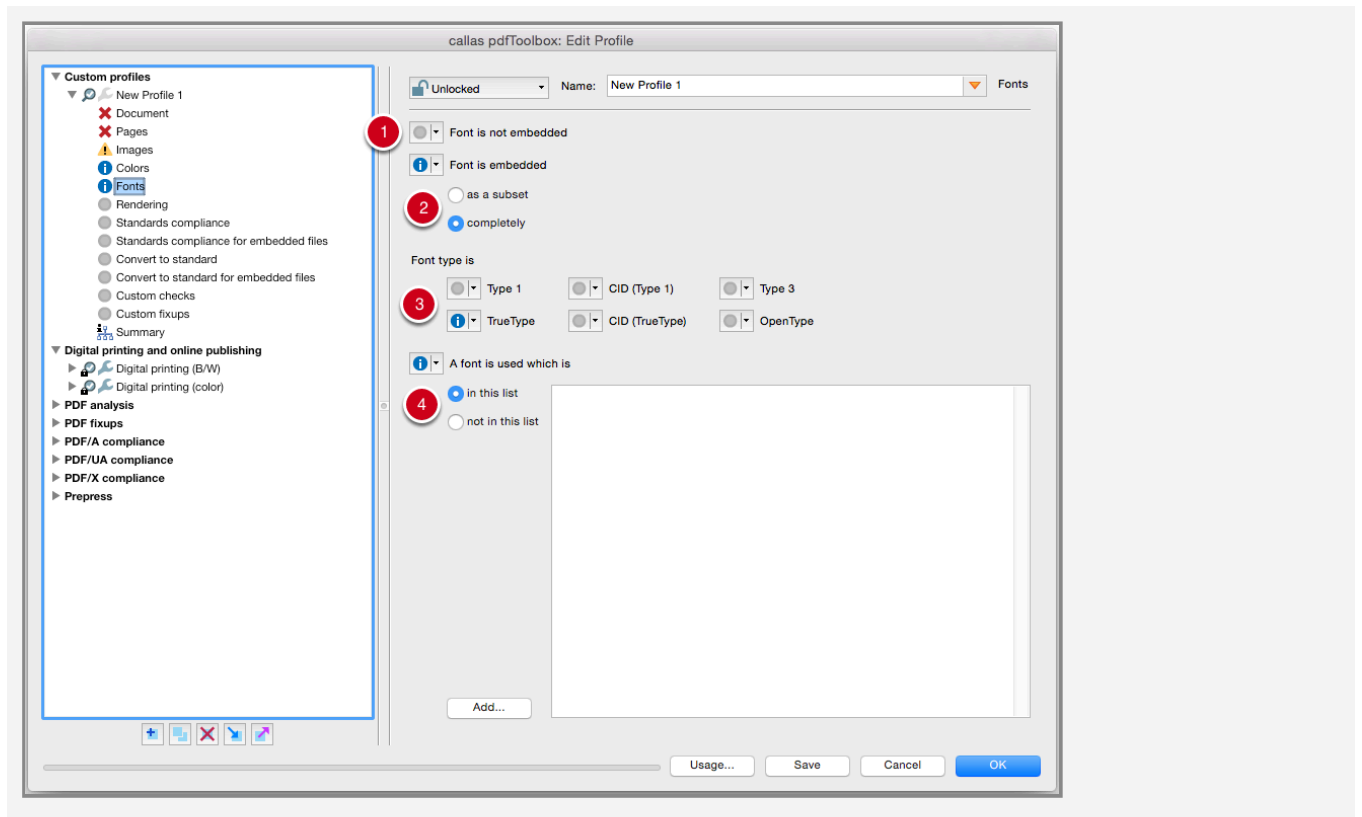 callas pdfToolbox: Edit Profile
Custom profiles
New Profile 1
Document
Pages
Images
Colors
Fonts
Rendering
Standards compliance
Standards compliance for embedded files
Convert to standard
Convert to standard for embedded files
Custom checks
Custom fixups
Summary
Digital printing and online publishing
Digital printing (B/W)
Digital printing (color)
PDF analysis
PDF fixups
PDF/A compliance
PDF/UA compliance
PDF/X compliance
Prepress
Unlocked Name: New Profile 1 Fonts
1 Font is not embedded
Font is embedded
2 as a subset
completely
Font type is
3 Type 1 CID (Type 1) Type 3
TrueType CID (TrueType) OpenType
A font is used which is
4 in this list
not in this list
Add...
Usage... Save Cancel OK